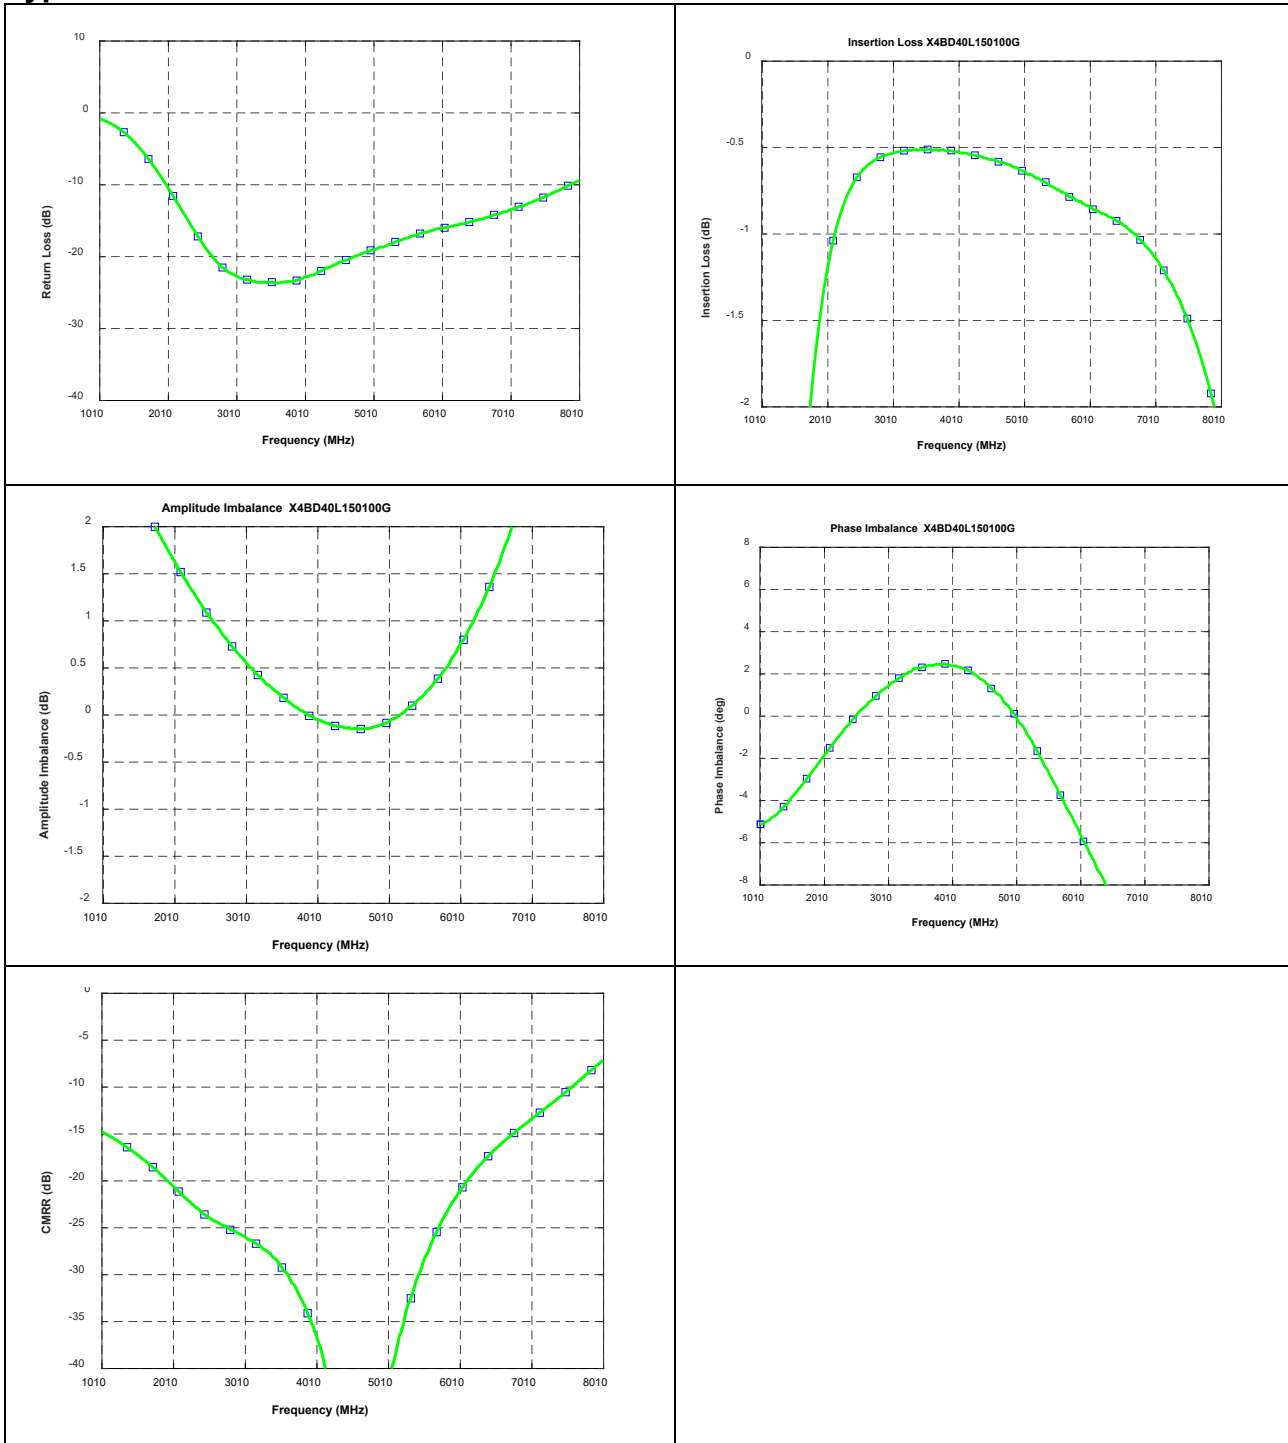 10
0
-10
-20
-30
-40
1010 2010 3010 4010 5010 6010 7010 8010
Return Loss (dB)
Frequency (MHz)
Insertion Loss X4BD40L150100G
0
-0.5
-1
-1.5
-2
1010 2010 3010 4010 5010 6010 7010 8010
Insertion Loss (dB)
Frequency (MHz)
Amplitude Imbalance X4BD40L150100G
2
1.5
1
0.5
0
-0.5
-1
-1.5
-2
1010 2010 3010 4010 5010 6010 7010 8010
Amplitude Imbalance (dB)
Frequency (MHz)
Phase Imbalance X4BD40L150100G
8
6
4
2
0
-2
-4
-6
-8
1010 2010 3010 4010 5010 6010 7010 8010
Phase Imbalance (deg)
Frequency (MHz)
0
-5
-10
-15
-20
-25
-30
-35
-40
1010 2010 3010 4010 5010 6010 7010 8010
CMRR (dB)
Frequency (MHz)